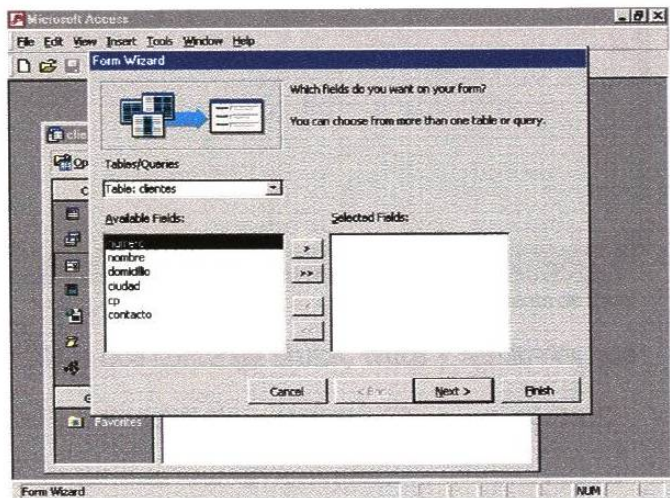 Microsoft Access
File Edit View Insert Tools Window Help
Form Wizard
Which fields do you want on your form?
You can choose from more than one table or query.
clie
Op
Tables/Queries
Table: clientes
Available Fields:
Selected Fields:
numero
nombre
domicilio
ciudad
cp
contacto
>
>>
<
<<
Cancel
Next >
Finish
Favorites
Form Wizard
NUM